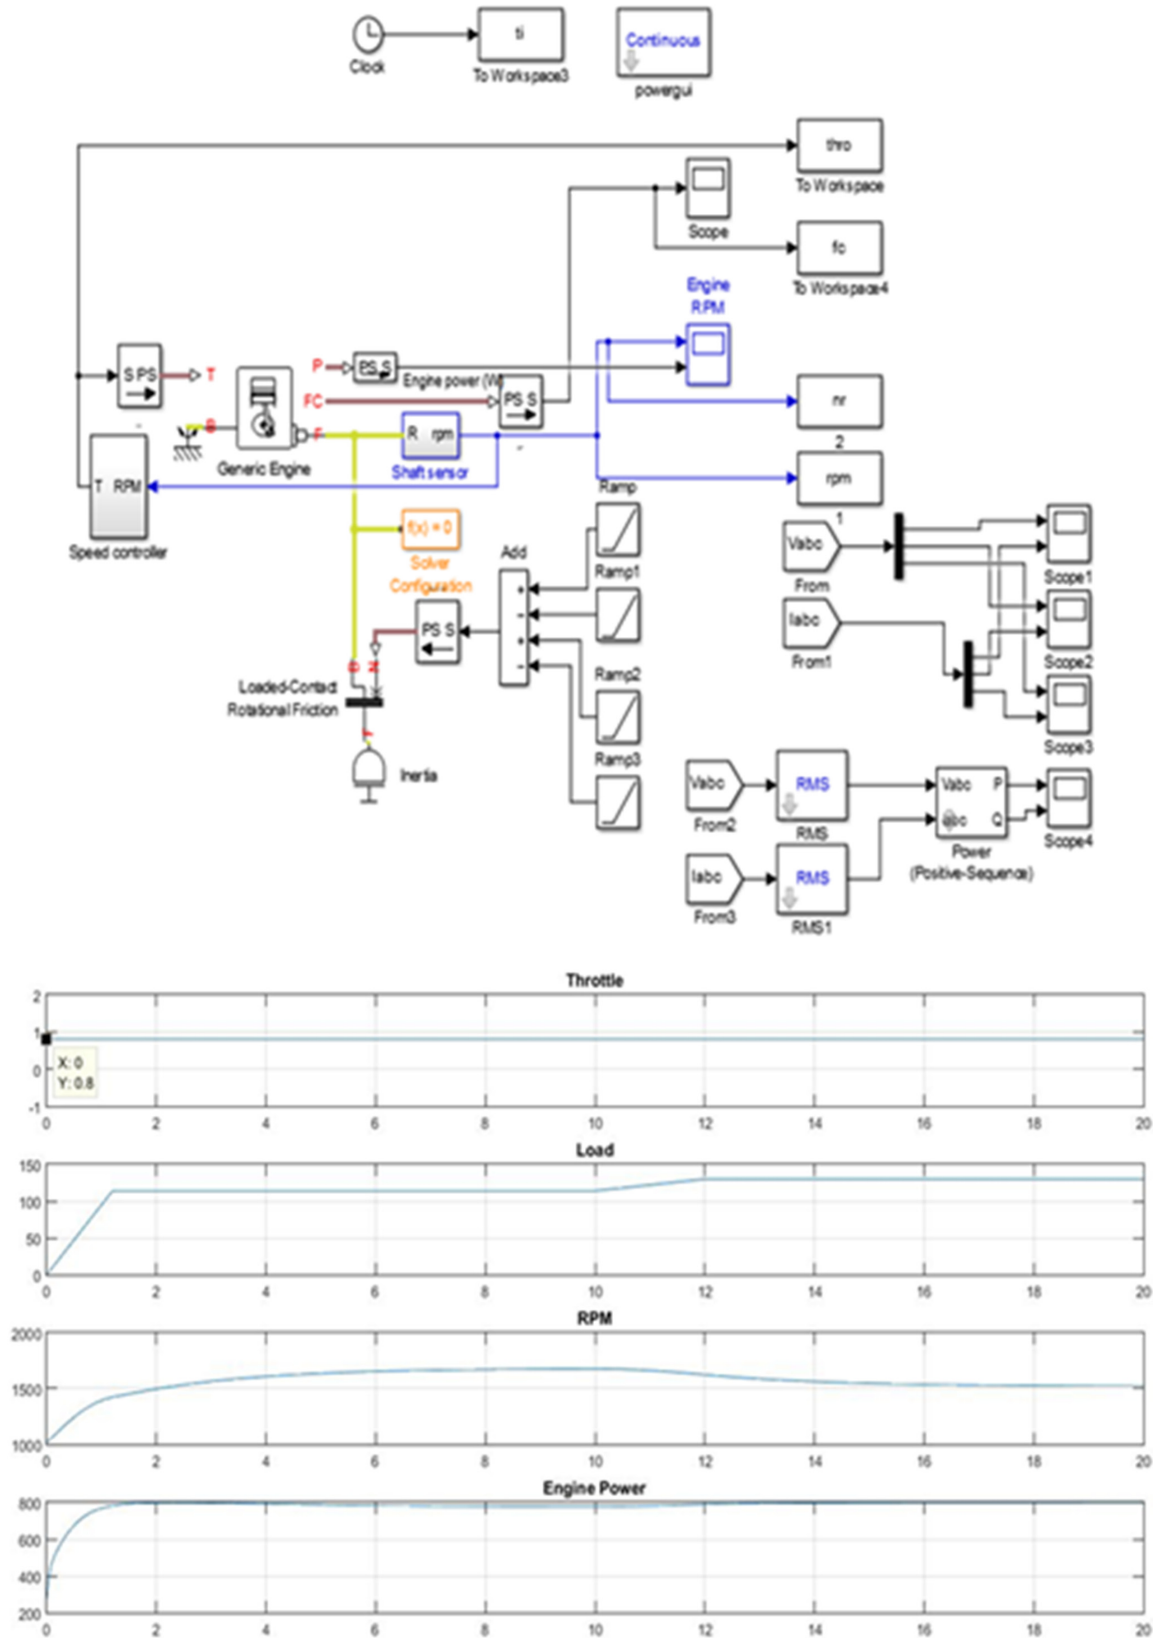 ti
Continuous
Clock
To Workspace3
powergui
thro
To Workspace
Scope
fc
To Workspace4
Engine
RPM
S PS
T
P
PS S
Engine power (W)
FC
PS S
nr
B
F
R rpm
2
Generic Engine
Shaft sensor
T RPM
rpm
Ramp
1
Speed controller
f(x) = 0
Solver
Configuration
Add
Ramp1
Vabc
From
Scope1
PS S
+
-
+
-
Iabc
From1
Scope2
Ramp2
B N
Loaded-Contact
Rotational Friction
F
Scope3
Ramp3
Inertia
Vabc
From2
RMS
RMS
Vabc P
Q
Scope4
Power
(Positive-Sequence)
Iabc
From3
RMS
RMS1
Throttle
2
1
0
-1
X: 0
Y: 0.8
0 2 4 6 8 10 12 14 16 18 20
Load
150
100
50
0
0 2 4 6 8 10 12 14 16 18 20
RPM
2000
1500
1000
0 2 4 6 8 10 12 14 16 18 20
Engine Power
800
600
400
200
0 2 4 6 8 10 12 14 16 18 20